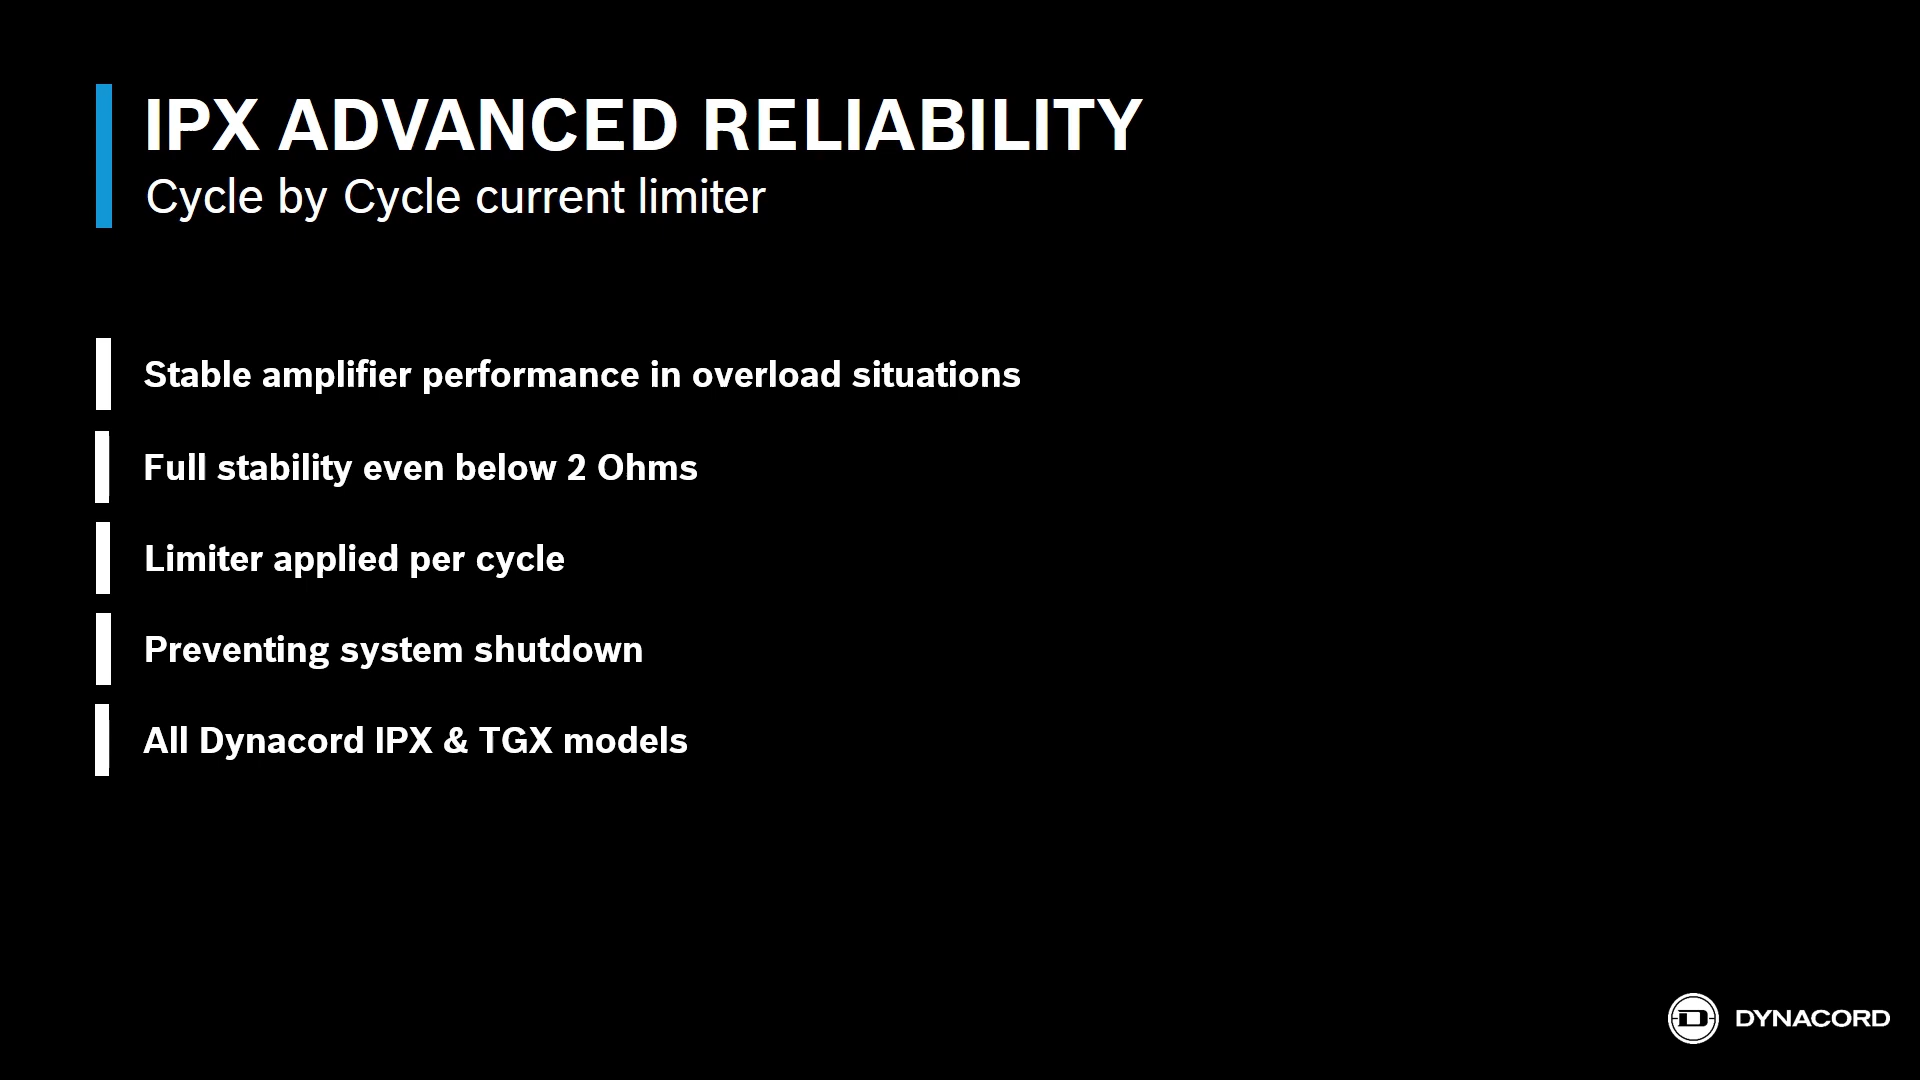 IPX ADVANCED RELIABILITY
Cycle by Cycle current limiter
Stable amplifier performance in overload situations
Full stability even below 2 Ohms
Limiter applied per cycle
Preventing system shutdown
All Dynacord IPX & TGX models
DYNACORD